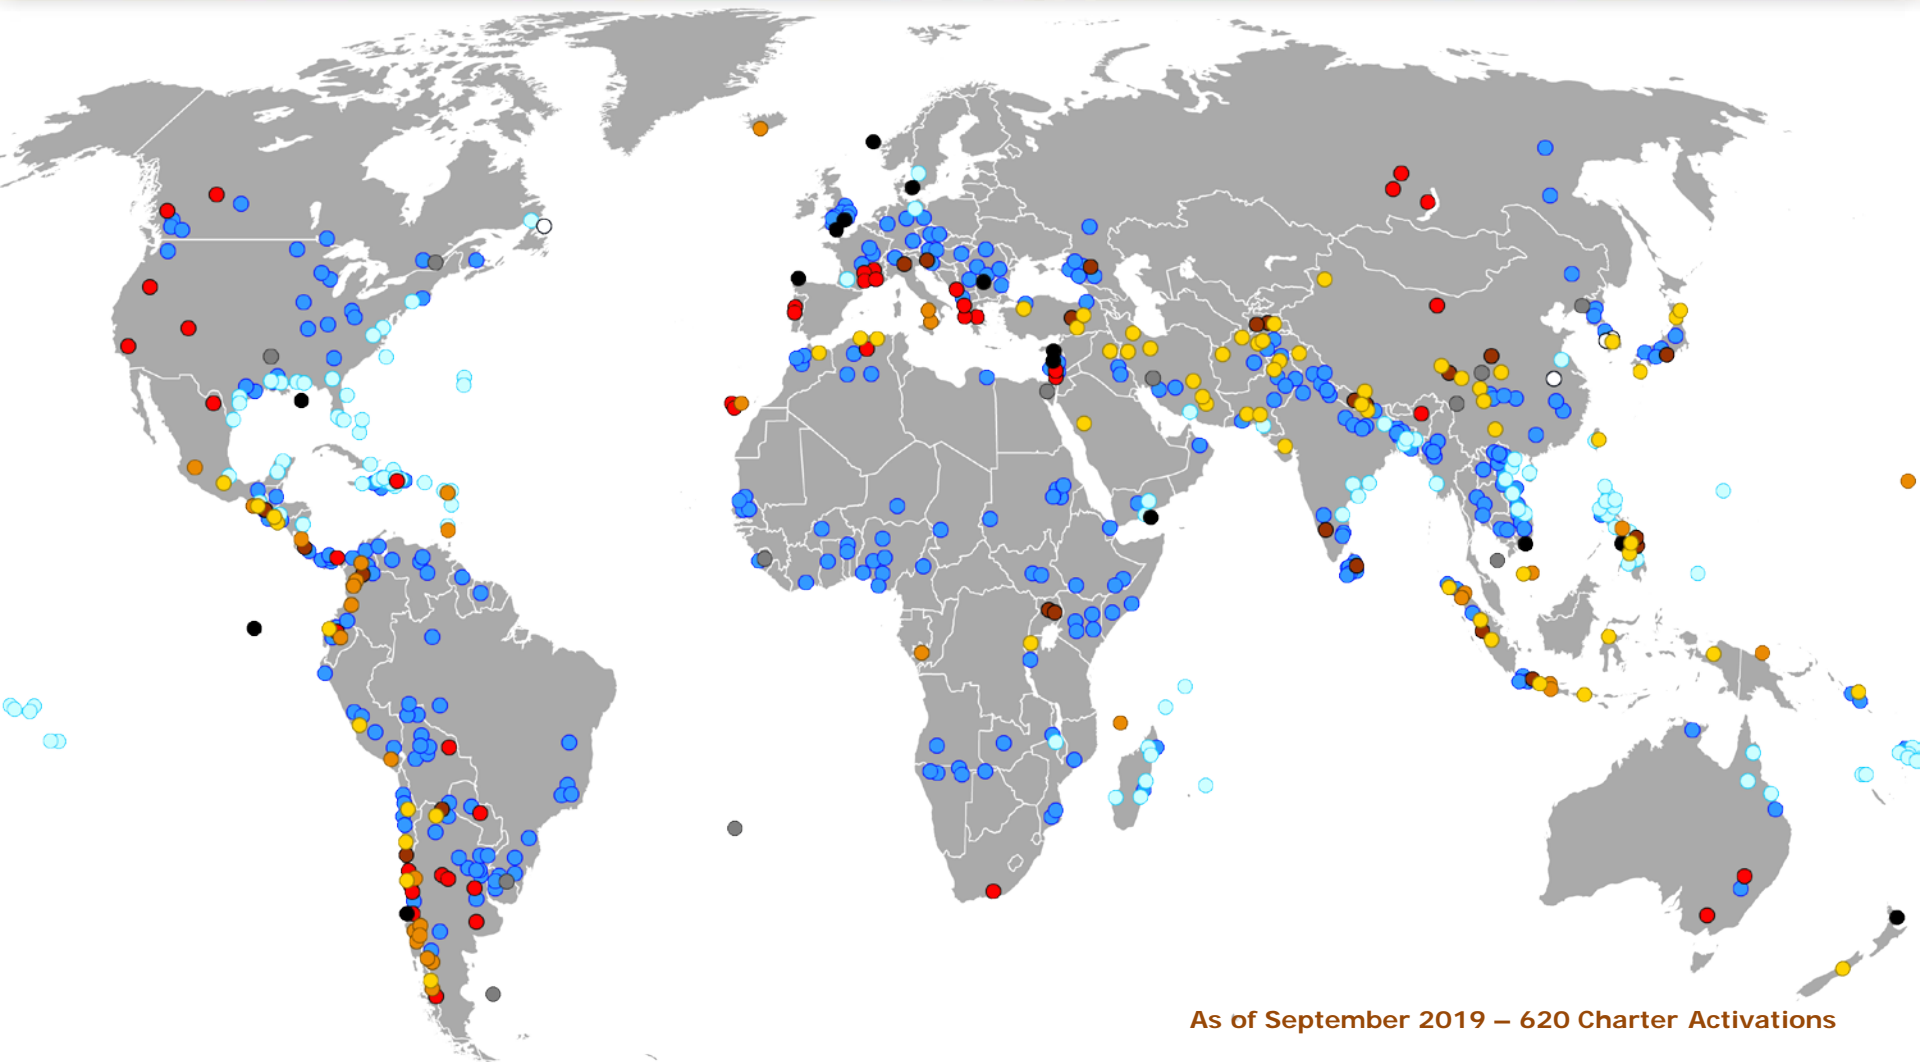 As of September 2019 – 620 Charter Activations